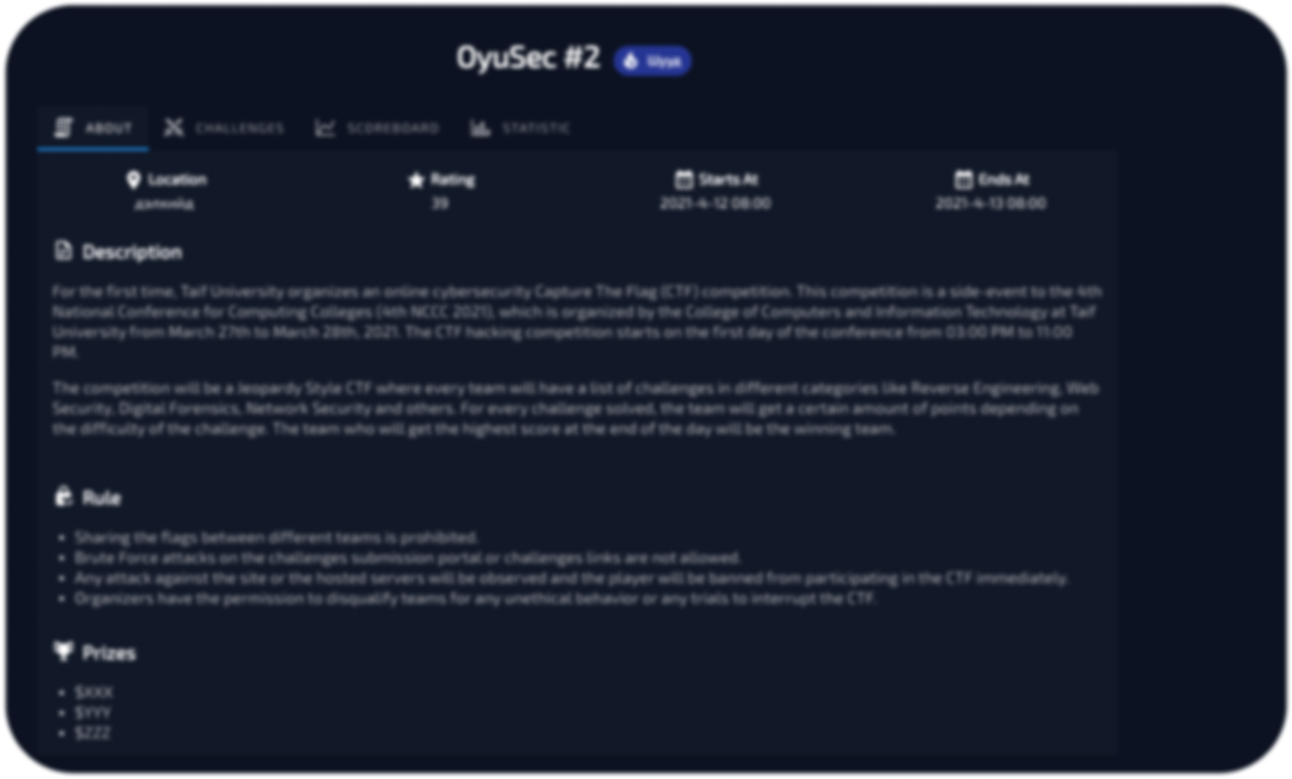 OyuSec #2
ABOUT CHALLENGES SCOREBOARD STATISTIC
Location Rating Starts At Ends At
дэлхийд 39 2021-4-12 08:00 2021-4-13 08:00
Description
For the first time, Taif University organizes an online cybersecurity Capture The Flag (CTF) competition. This competition is a side-event to the 4th
National Conference for Computing Colleges (4th NCCC 2021), which is organized by the College of Computers and Information Technology at Taif
University from March 27th to March 28th, 2021. The CTF hacking competition starts on the first day of the conference from 03:00 PM to 11:00
PM.
The competition will be a Jeopardy Style CTF where every team will have a list of challenges in different categories like Reverse Engineering, Web
Security, Digital Forensics, Network Security and others. For every challenge solved, the team will get a certain amount of points depending on
the difficulty of the challenge. The team who will get the highest score at the end of the day will be the winning team.
Rule
• Sharing the flags between different teams is prohibited.
• Brute Force attacks on the challenges submission portal or challenges links are not allowed.
• Any attack against the site or the hosted servers will be observed and the player will be banned from participating in the CTF immediately.
• Organizers have the permission to disqualify teams for any unethical behavior or any trials to interrupt the CTF.
Prizes
• $XXX
• $YYY
• $ZZZ